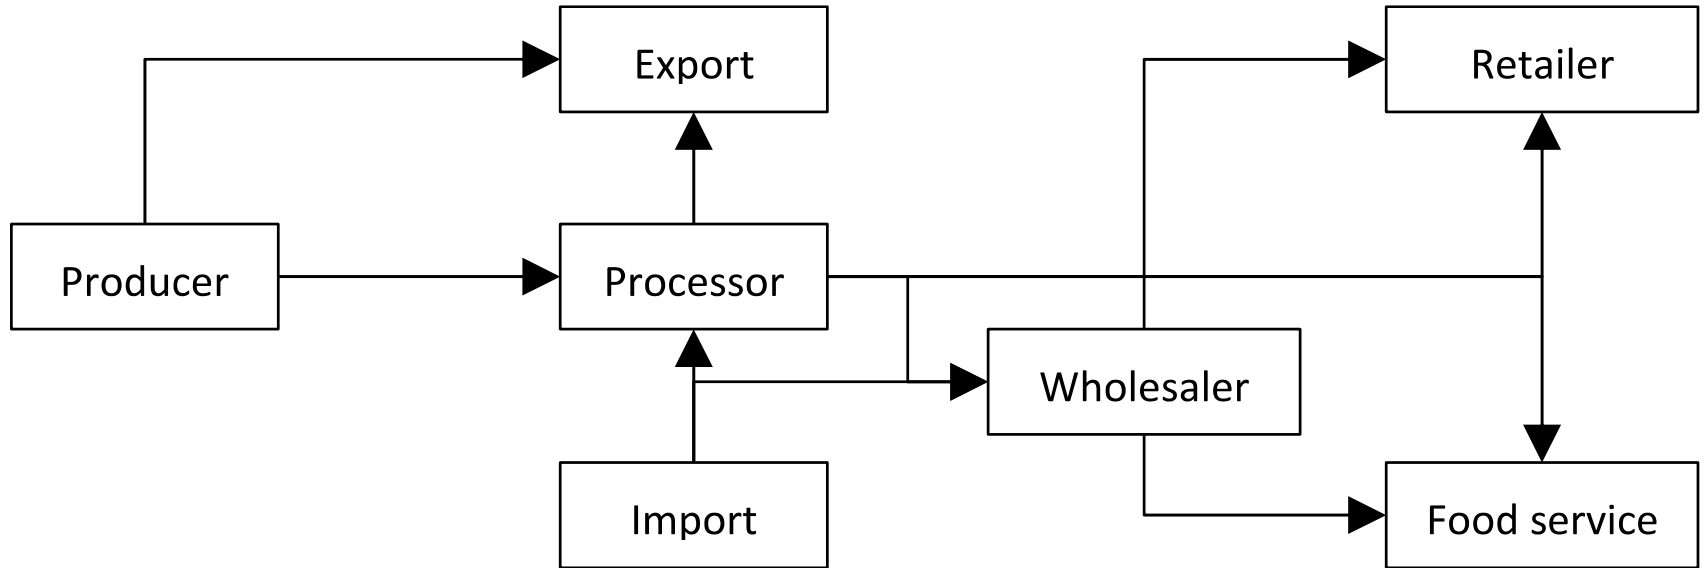 Export
Retailer
Producer
Processor
Wholesaler
Import
Food service